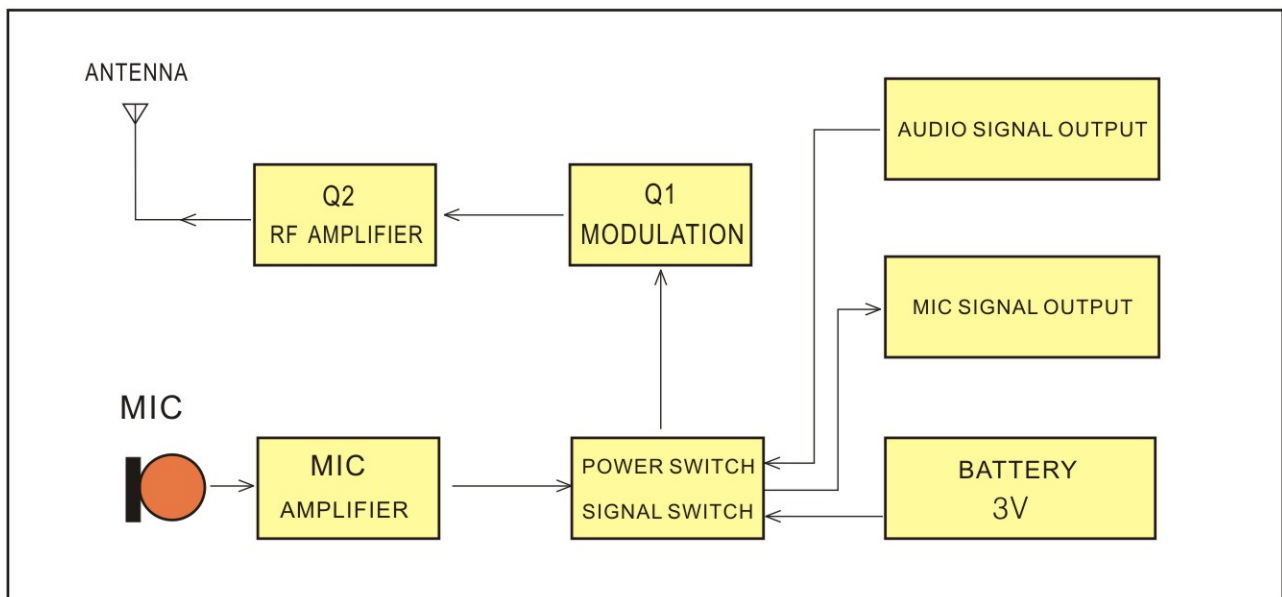 ANTENNA
AUDIO SIGNAL OUTPUT
Q2
RF AMPLIFIER
Q1
MODULATION
MIC SIGNAL OUTPUT
MIC
MIC
AMPLIFIER
POWER SWITCH
SIGNAL SWITCH
BATTERY
3V